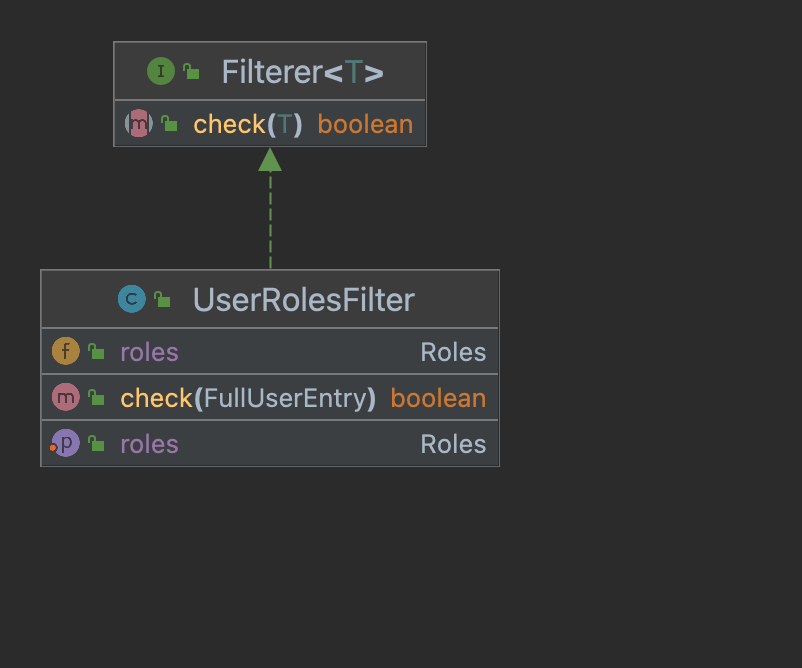 I Filterer<T>
m check(T) boolean
C UserRolesFilter
f roles Roles
m check(FullUserEntry) boolean
p roles Roles